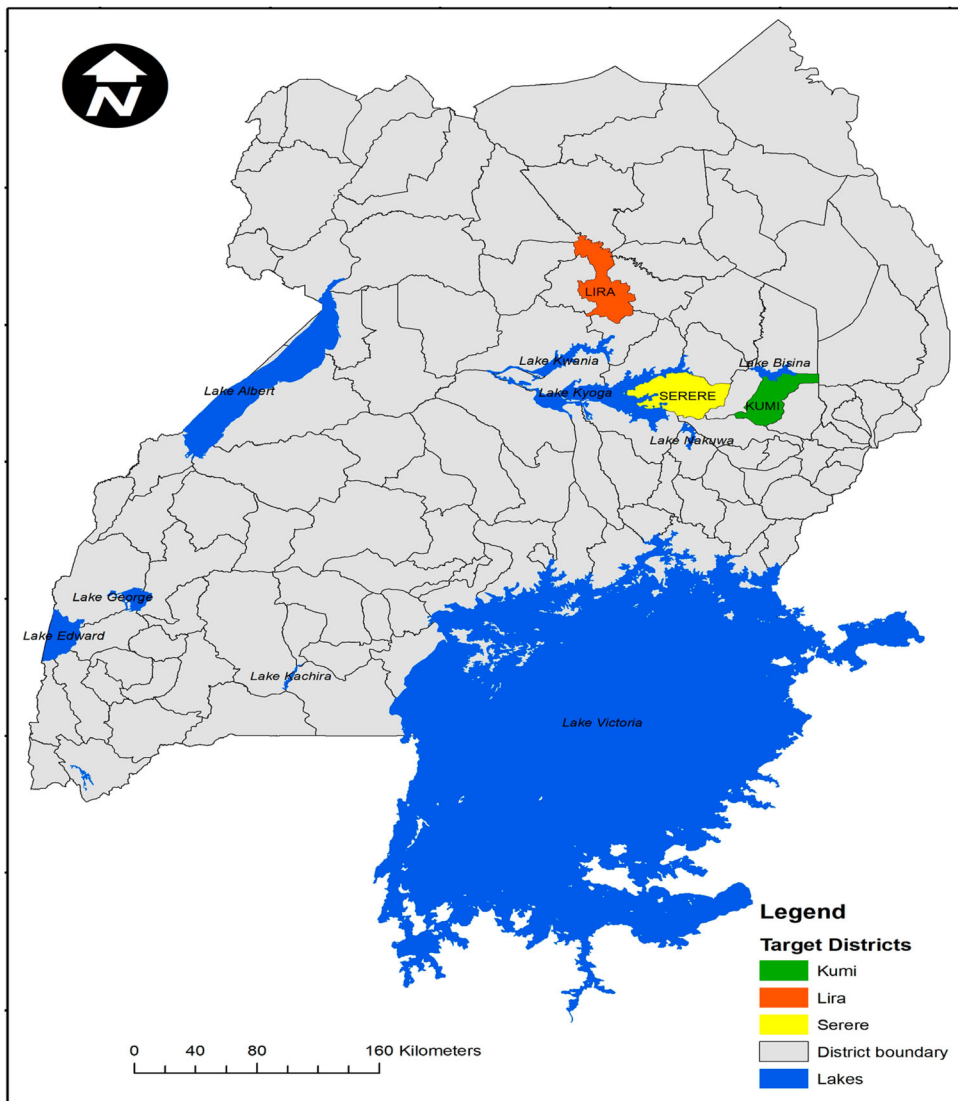 N
LIRA
Lake Kwania
Lake Bisina
Lake Albert
Lake Kyoga
SERERE
KUMI
Lake Nakuwa
Lake George
Lake Edward
Lake Kachira
Lake Victoria
Legend
Target Districts
Kumi
Lira
Serere
District boundary
Lakes
0 40 80 160 Kilometers